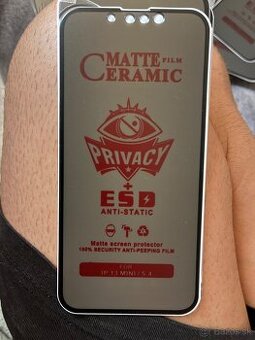 MATTE FILM
CERAMIC
PRIVACY
+
ESD
ANTI-STATIC
Matte screen protector
100% SECURITY ANTI-PEEPING FILM
FOR
IP 13 MINI / 5.4